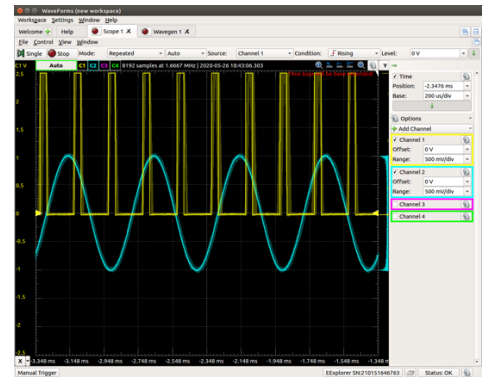 WaveForms (new workspace)
Workspace Settings Window Help
Welcome Help Scope 1 X Wavegen 1 X
File Control View Window
Single Stop Mode: Repeated Auto Source: Channel 1 Condition: Rising Level: 0 V
C1 V Auto C1 C2 C3 C4 8192 samples at 1.6667 MHz | 2020-05-26 18:43:06.303 Y
2.5
2
1
0.5
0
-0.5
-1
-1.5
-2
-2.5
X -3.348 ms -3.148 ms -2.948 ms -2.748 ms -2.548 ms -2.348 ms -2.148 ms -1.948 ms -1.748 ms -1.548 ms -1.348 m
Time
Position: -2.3476 ms
Base: 200 us/div
Options
Add Channel
Channel 1
Offset: 0 V
Range: 500 mV/div
Channel 2
Offset: 0 V
Range: 500 mV/div
Channel 3
Channel 4
Manual Trigger EExplorer SN:210151646763 Status: OK